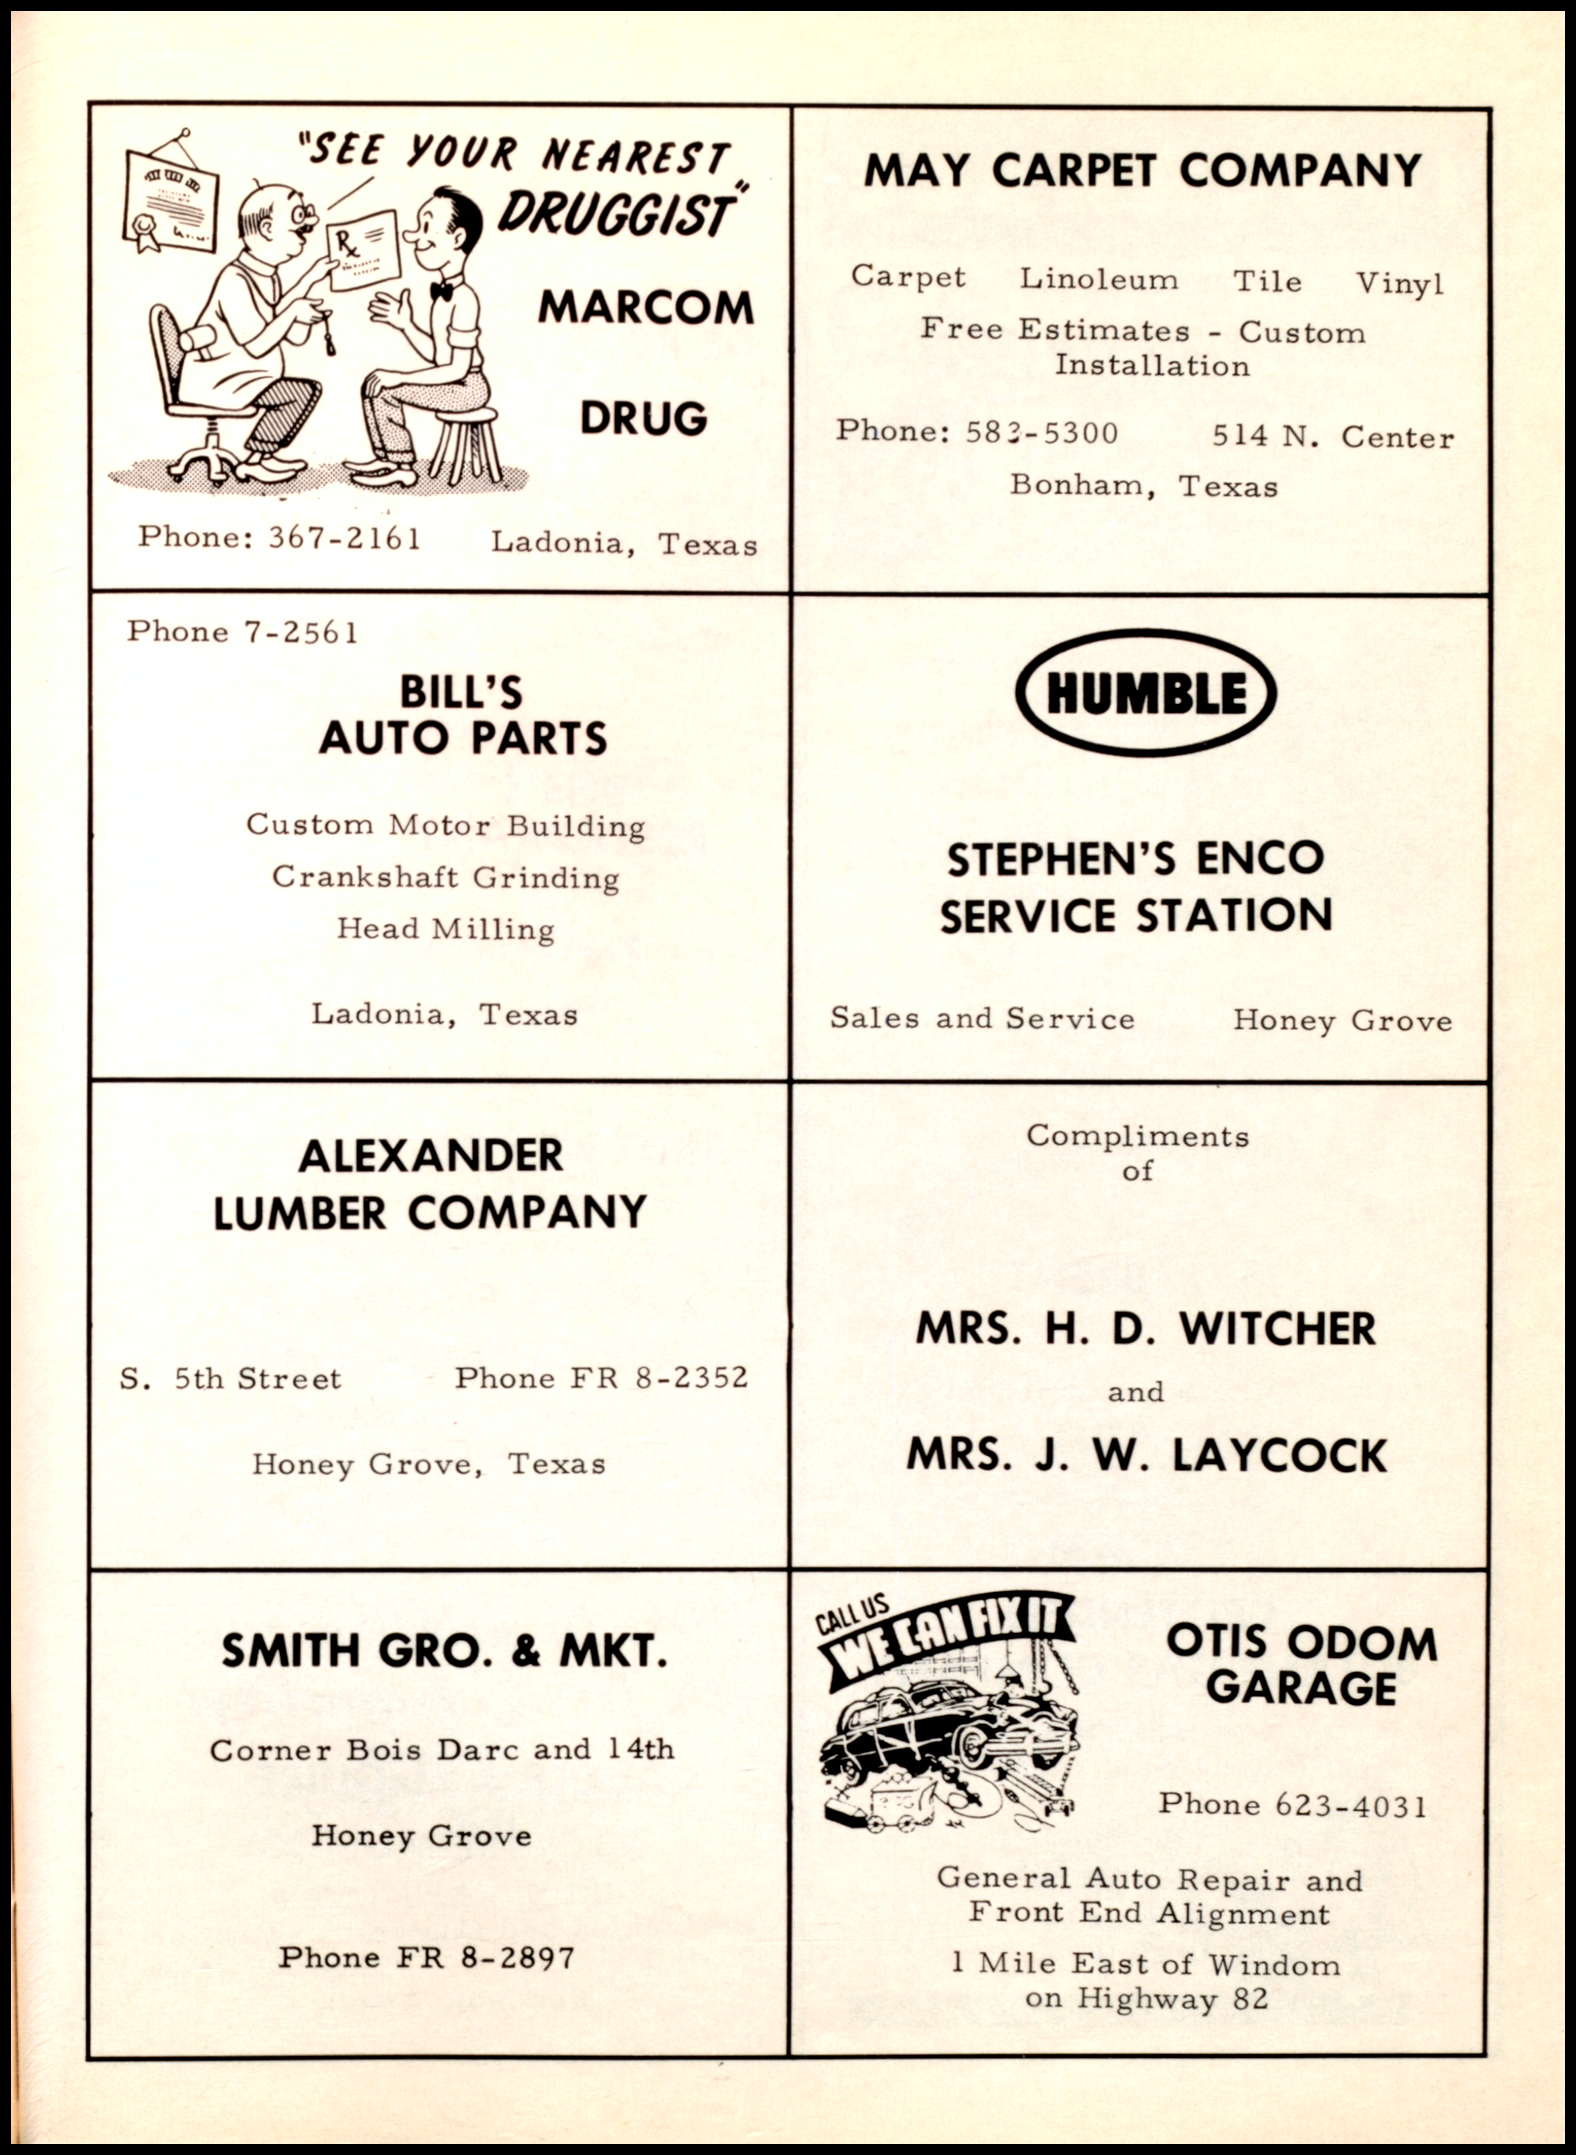 "SEE YOUR NEAREST
DRUGGIST"
Rx
MARCOM
DRUG
Phone: 367-2161 Ladonia, Texas
MAY CARPET COMPANY
Carpet Linoleum Tile Vinyl
Free Estimates - Custom
Installation
Phone: 583-5300 514 N. Center
Bonham, Texas
Phone 7-2561
BILL'S
AUTO PARTS
Custom Motor Building
Crankshaft Grinding
Head Milling
Ladonia, Texas
HUMBLE
STEPHEN'S ENCO
SERVICE STATION
Sales and Service Honey Grove
ALEXANDER
LUMBER COMPANY
S. 5th Street Phone FR 8-2352
Honey Grove, Texas
Compliments
of
MRS. H. D. WITCHER
and
MRS. J. W. LAYCOCK
SMITH GRO. & MKT.
Corner Bois Darc and 14th
Honey Grove
Phone FR 8-2897
CALL US
WE CAN FIX IT
OTIS ODOM
GARAGE
Phone 623-4031
General Auto Repair and
Front End Alignment
1 Mile East of Windom
on Highway 82